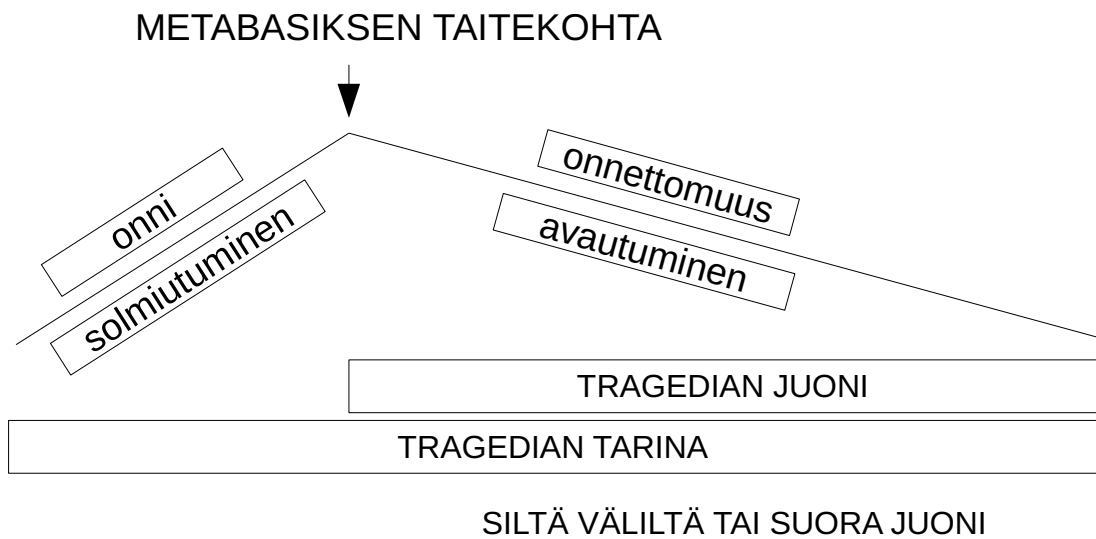 METABASIKSEN TAITEKOHTA
onni
solmiutuminen
onnettomuus
avautuminen
TRAGEDIAN JUONI
TRAGEDIAN TARINA
SILTÄ VÄLILTÄ TAI SUORA JUONI